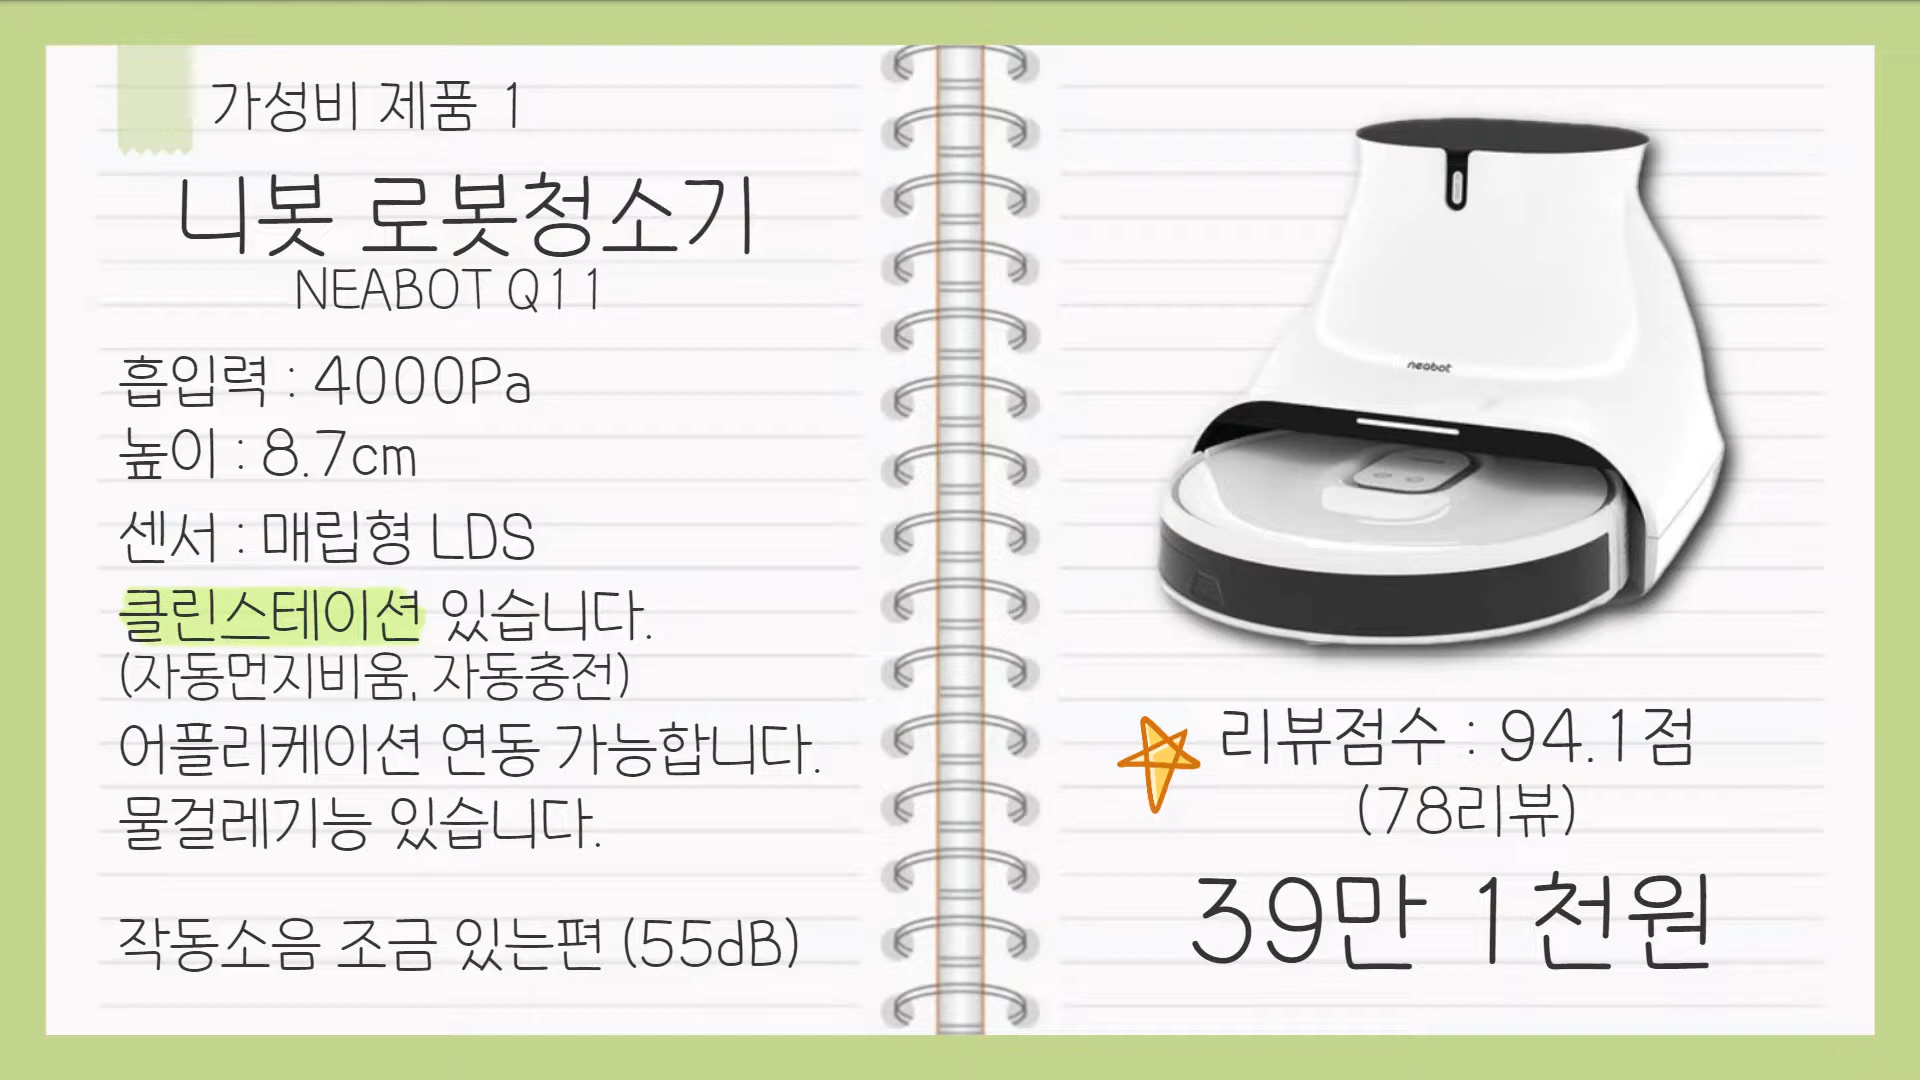 가성비 제품 1
니봇 로봇청소기
NEABOT Q11
흡입력 : 4000Pa
높이 : 8.7cm
센서 : 매립형 LDS
클린스테이션 있습니다.
(자동먼지비움, 자동충전)
어플리케이션 연동 가능합니다.
물걸레기능 있습니다.
작동소음 조금 있는편 (55dB)
neabot
리뷰점수 : 94.1점
(78리뷰)
39만 1천원